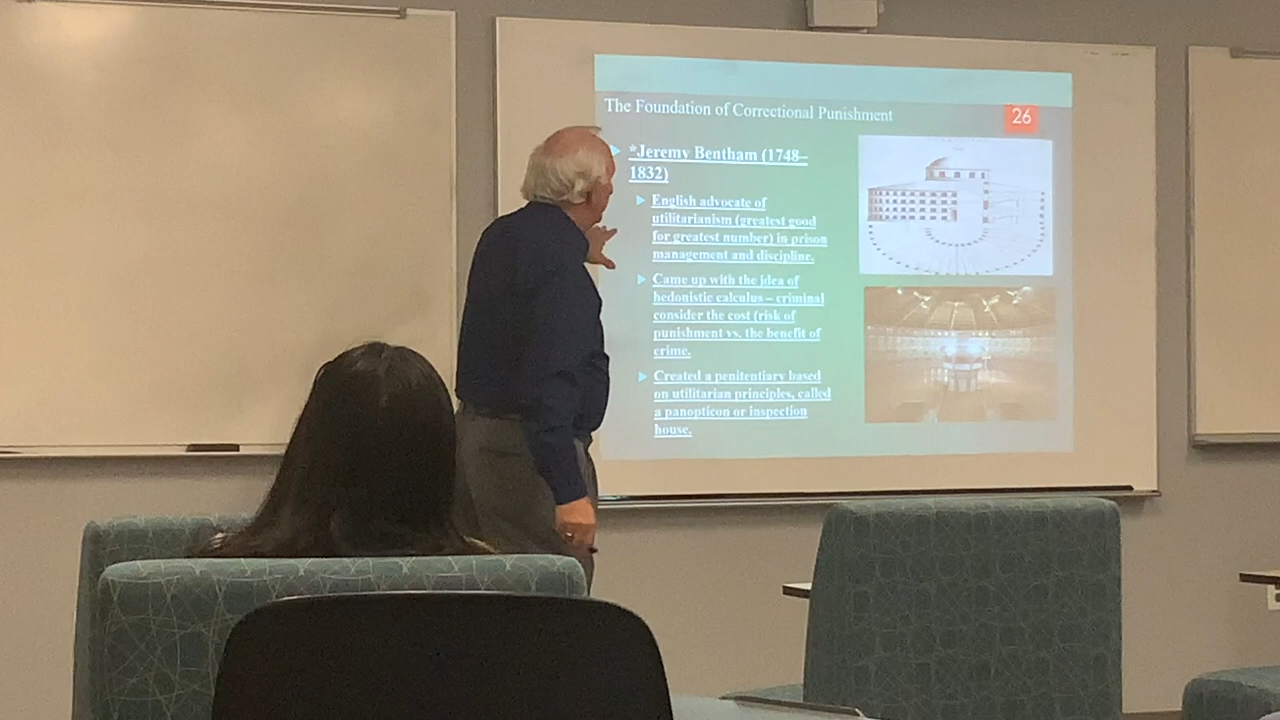 The Foundation of Correctional Punishment
26
*Jeremy Bentham (1748–
1832)
English advocate of
utilitarianism (greatest good
for greatest number) in prison
management and discipline.
Came up with the idea of
hedonistic calculus – criminal
consider the cost (risk of
punishment vs. the benefit of
crime.
Created a penitentiary based
on utilitarian principles, called
a panopticon or inspection
house.